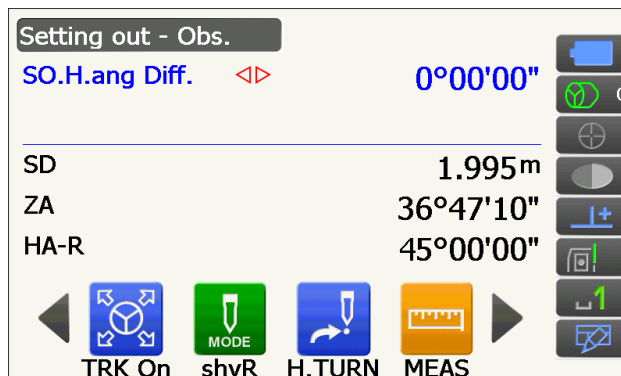 Setting out - Obs.
SO.H.ang Diff. 0°00'00"
SD 1.995m
ZA 36°47'10"
HA-R 45°00'00"
MODE
TRK On shvR H.TURN MEAS
1